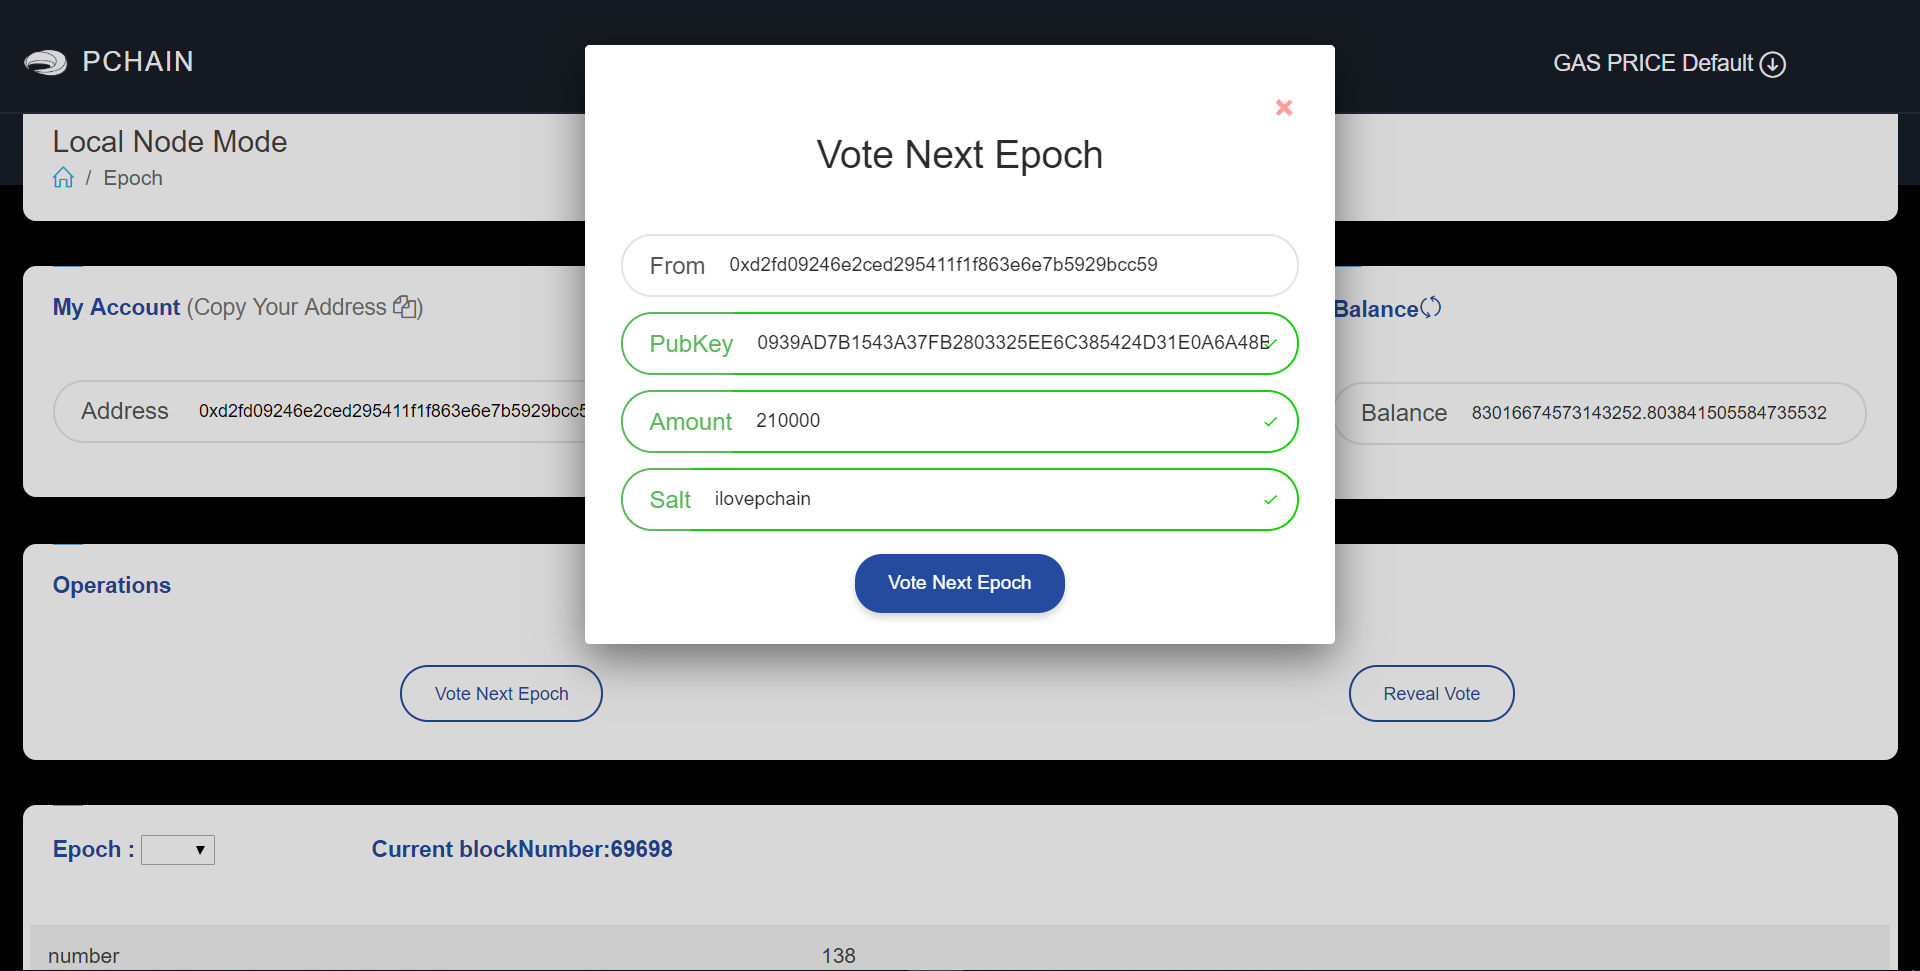 PCHAIN
GAS PRICE Default
Local Node Mode
/ Epoch
Vote Next Epoch
From 0xd2fd09246e2ced295411f1f863e6e7b5929bcc59
PubKey 0939AD7B1543A37FB2803325EE6C385424D31E0A6A48E
Amount 210000
Salt ilovepchain
Vote Next Epoch
My Account (Copy Your Address )
Address 0xd2fd09246e2ced295411f1f863e6e7b5929bcc5
Balance
Balance 83016674573143252.803841505584735532
Operations
Vote Next Epoch
Reveal Vote
Epoch :
Current blockNumber:69698
number 138